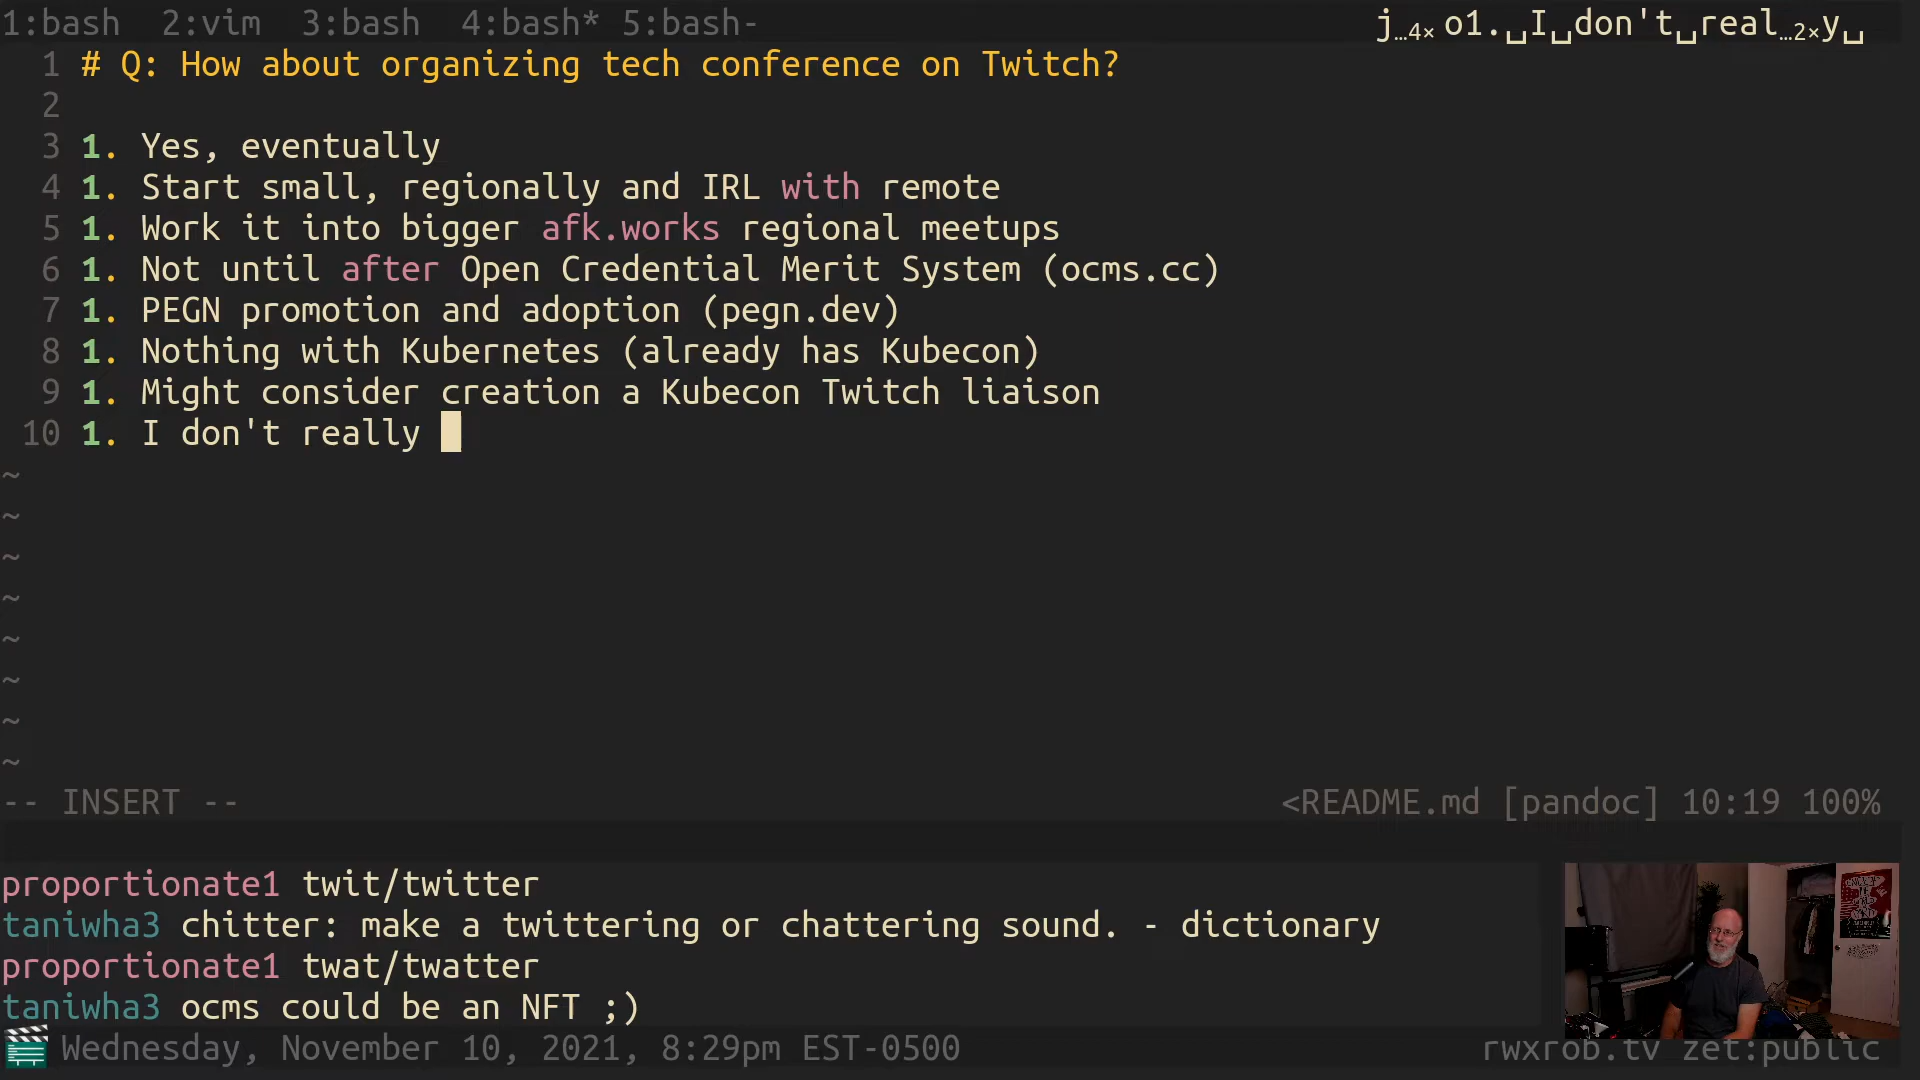 1:bash 2:vim 3:bash 4:bash* 5:bash- j…4× o1.␣I␣don't␣real…2×y␣
1 # Q: How about organizing tech conference on Twitch?
2
3 1. Yes, eventually
4 1. Start small, regionally and IRL with remote
5 1. Work it into bigger afk.works regional meetups
6 1. Not until after Open Credential Merit System (ocms.cc)
7 1. PEGN promotion and adoption (pegn.dev)
8 1. Nothing with Kubernetes (already has Kubecon)
9 1. Might consider creation a Kubecon Twitch liaison
10 1. I don't really
~
~
~
~
~
~
~
~
-- INSERT -- <README.md [pandoc] 10:19 100%
proportionate1 twit/twitter
taniwha3 chitter: make a twittering or chattering sound. - dictionary
proportionate1 twat/twatter
taniwha3 ocms could be an NFT ;)
Wednesday, November 10, 2021, 8:29pm EST-0500 rwxrob.tv zet:public